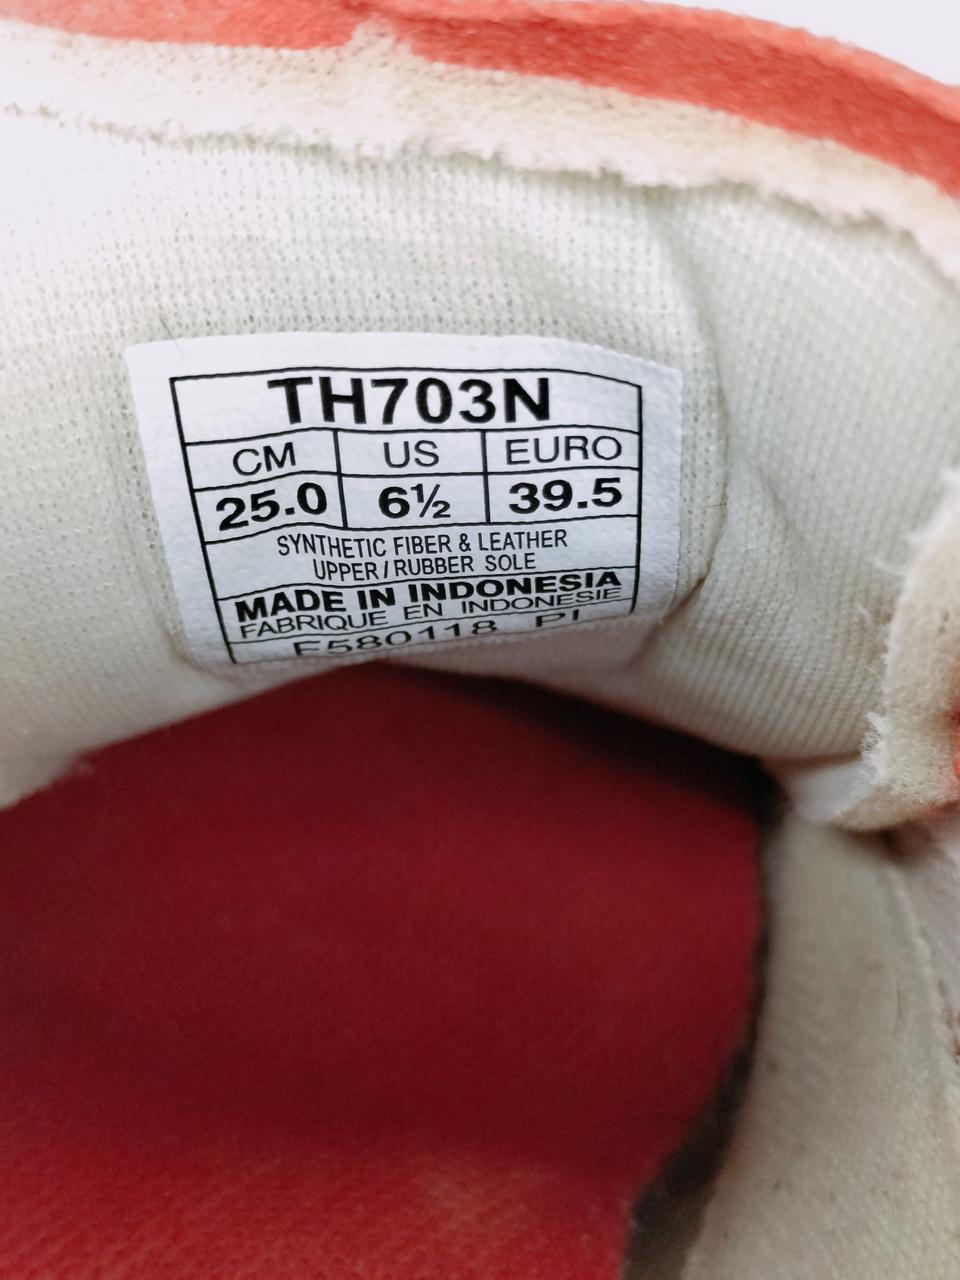 TH703N
CM US EURO
25.0 6½ 39.5
SYNTHETIC FIBER & LEATHER
UPPER/RUBBER SOLE
MADE IN INDONESIA
FABRIQUE EN INDONESIE
F580118